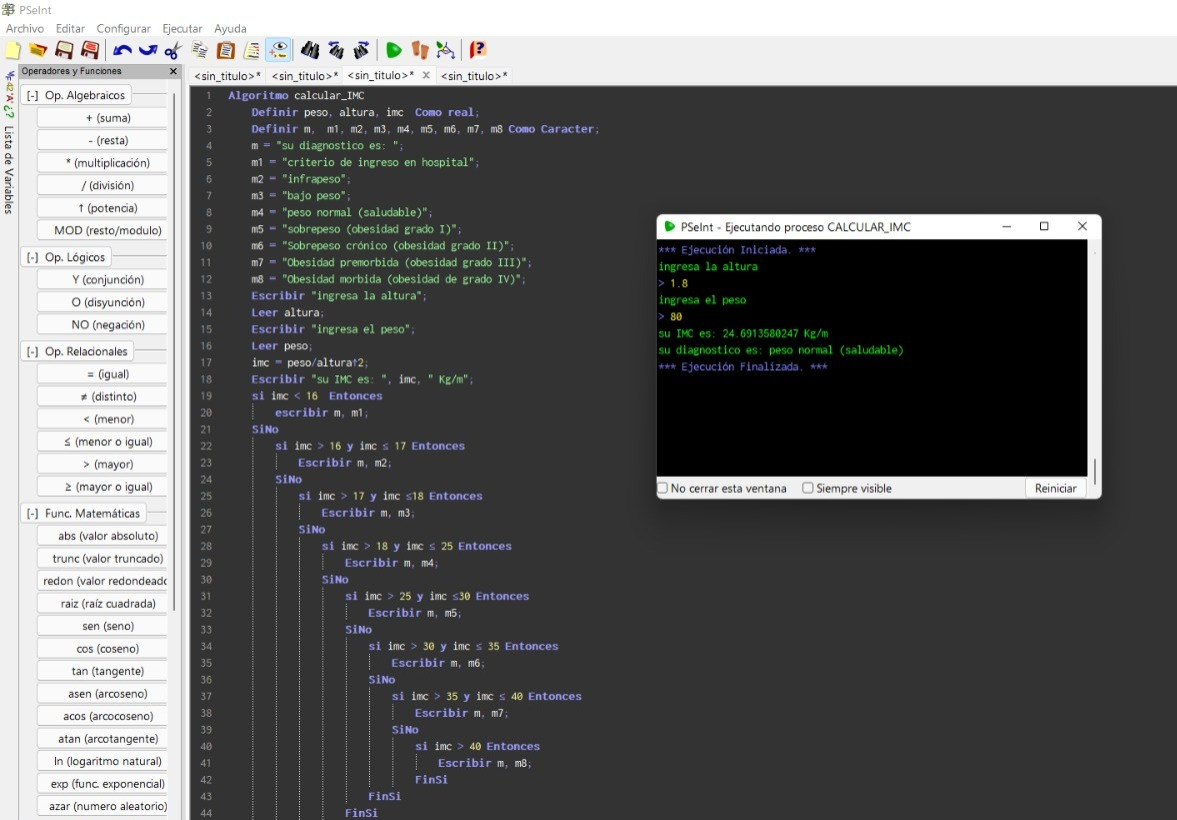 PSeInt
Archivo Editar Configurar Ejecutar Ayuda
Operadores y Funciones
<sin_titulo>* <sin_titulo>* <sin_titulo>* <sin_titulo>*
Lista de Variables
[-] Op. Algebraicos
+ (suma)
- (resta)
* (multiplicación)
/ (división)
↑ (potencia)
MOD (resto/modulo)
[-] Op. Lógicos
Y (conjunción)
O (disyunción)
NO (negación)
[-] Op. Relacionales
= (igual)
≠ (distinto)
< (menor)
≤ (menor o igual)
> (mayor)
≥ (mayor o igual)
[-] Func. Matemáticas
abs (valor absoluto)
trunc (valor truncado)
redon (valor redondeado
raiz (raíz cuadrada)
sen (seno)
cos (coseno)
tan (tangente)
asen (arcoseno)
acos (arcocoseno)
atan (arcotangente)
ln (logaritmo natural)
exp (func. exponencial)
azar (numero aleatorio)
1 Algoritmo calcular_IMC
2 Definir peso, altura, imc Como real;
3 Definir m, m1, m2, m3, m4, m5, m6, m7, m8 Como Caracter;
4 m = "su diagnostico es: ";
5 m1 = "criterio de ingreso en hospital";
6 m2 = "infrapeso";
7 m3 = "bajo peso";
8 m4 = "peso normal (saludable)";
9 m5 = "sobrepeso (obesidad grado I)";
10 m6 = "Sobrepeso crónico (obesidad grado II)";
11 m7 = "Obesidad premorbida (obesidad grado III)";
12 m8 = "Obesidad morbida (obesidad de grado IV)";
13 Escribir "ingresa la altura";
14 Leer altura;
15 Escribir "ingresa el peso";
16 Leer peso;
17 imc = peso/altura↑2;
18 Escribir "su IMC es: ", imc, " Kg/m";
19 si imc < 16 Entonces
20 escribir m, m1;
21 SiNo
22 si imc > 16 y imc ≤ 17 Entonces
23 Escribir m, m2;
24 SiNo
25 si imc > 17 y imc ≤18 Entonces
26 Escribir m, m3;
27 SiNo
28 si imc > 18 y imc ≤ 25 Entonces
29 Escribir m, m4;
30 SiNo
31 si imc > 25 y imc ≤30 Entonces
32 Escribir m, m5;
33 SiNo
34 si imc > 30 y imc ≤ 35 Entonces
35 Escribir m, m6;
36 SiNo
37 si imc > 35 y imc ≤ 40 Entonces
38 Escribir m, m7;
39 SiNo
40 si imc > 40 Entonces
41 Escribir m, m8;
42 FinSi
43 FinSi
44 FinSi
PSeInt - Ejecutando proceso CALCULAR_IMC
*** Ejecución Iniciada. ***
ingresa la altura
> 1.8
ingresa el peso
> 80
su IMC es: 24.6913580247 Kg/m
su diagnostico es: peso normal (saludable)
*** Ejecución Finalizada. ***
No cerrar esta ventana Siempre visible Reiniciar